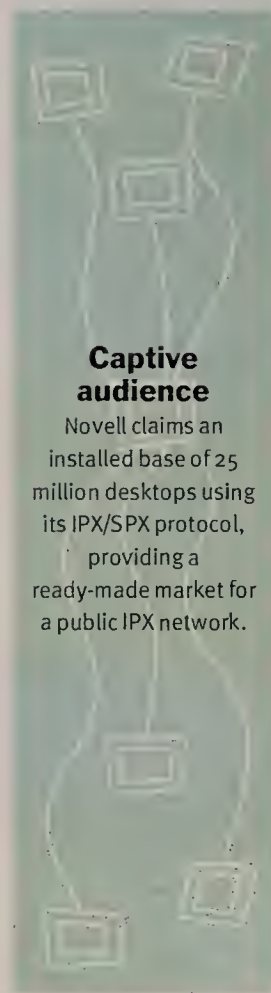 Captive
audience
Novell claims an
installed base of 25
million desktops using
its IPX/SPX protocol,
providing a
ready-made market for
a public IPX network.